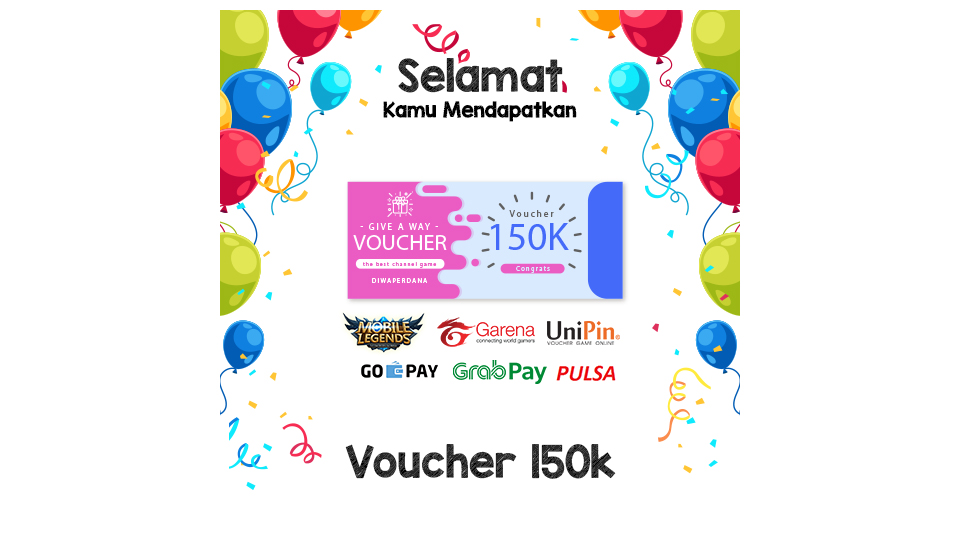 Selamat
Kamu Mendapatkan
- GIVE A WAY -
VOUCHER
the best channel game
DIWAPERDANA
Voucher
150K
Congrats
MOBILE
LEGENDS
Garena
connecting world gamers
UniPin
VOUCHER GAME ONLINE
GO PAY
GrabPay
PULSA
Voucher 150k